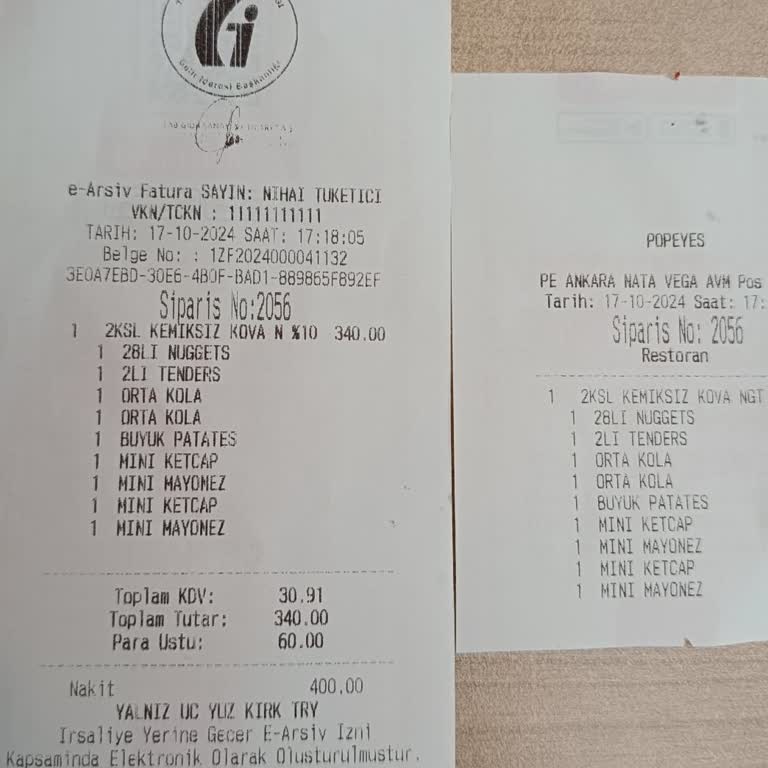 Gelir İdaresi Başkanlığı
e-Arsiv Fatura SAYIN: NIHAI TUKETICI
VKN/TCKN : 11111111111
TARIH: 17-10-2024 SAAT: 17:18:05
Belge No: : 1ZF2024000041132
3E0A7EBD-30E6-4B0F-BAD1-889865F892EF
Siparis No:2056
1 2KSL KEMIKSIZ KOVA N %10 340.00
1 28LI NUGGETS
1 2LI TENDERS
1 ORTA KOLA
1 ORTA KOLA
1 BUYUK PATATES
1 MINI KETCAP
1 MINI MAYONEZ
1 MINI KETCAP
1 MINI MAYONEZ
Toplam KDV: 30.91
Toplam Tutar: 340.00
Para Ustu: 60.00
Nakit 400.00
YALNIZ UC YUZ KIRK TRY
Irsaliye Yerine Gecer E-Arsiv Izni
Kapsaminda Elektronik Olarak Olusturulmustur.
POPEYES
PE ANKARA NATA VEGA AVM Pos
Tarih: 17-10-2024 Saat: 17:
Siparis No: 2056
Restoran
1 2KSL KEMIKSIZ KOVA NGT
1 28LI NUGGETS
1 2LI TENDERS
1 ORTA KOLA
1 ORTA KOLA
1 BUYUK PATATES
1 MINI KETCAP
1 MINI MAYONEZ
1 MINI KETCAP
1 MINI MAYONEZ